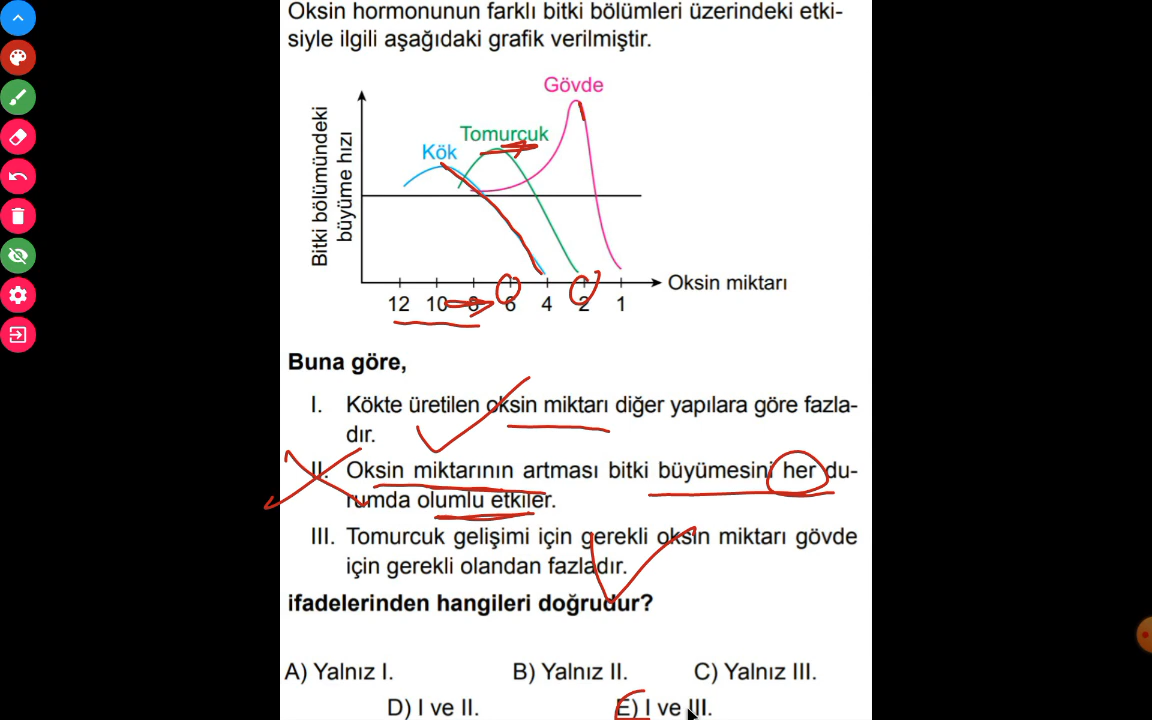 Oksin hormonunun farklı bitki bölümleri üzerindeki etki-
siyle ilgili aşağıdaki grafik verilmiştir.
Gövde
Tomurcuk
Kök
Bitki bölümündeki
büyüme hızı
Oksin miktarı
12 10 8 6 4 2 1
Buna göre,
I. Kökte üretilen oksin miktarı diğer yapılara göre fazla-
dır.
II. Oksin miktarının artması bitki büyümesini her du-
rumda olumlu etkiler.
III. Tomurcuk gelişimi için gerekli oksin miktarı gövde
için gerekli olandan fazladır.
ifadelerinden hangileri doğrudur?
A) Yalnız I. B) Yalnız II. C) Yalnız III.
D) I ve II. E) I ve III.